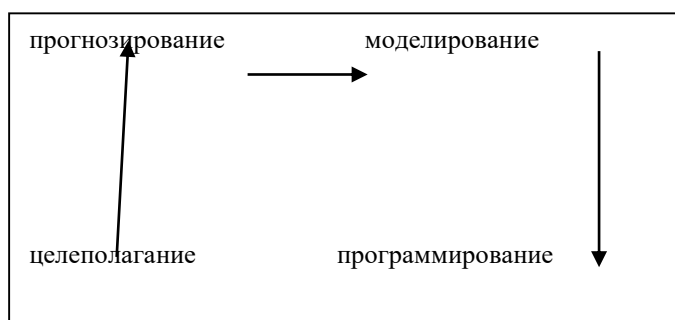 прогнозирование моделирование
целеполагание программирование